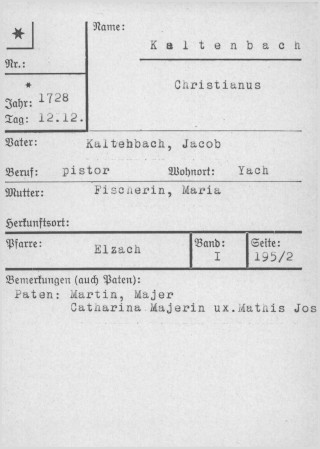 *
Name:
Kaltenbach
Nr.:
*
Christianus
Jahr: 1728
Tag: 12.12.
Vater: Kaltehbach, Jacob
Beruf: pistor Wohnort: Yach
Mutter: Fischerin, Maria
Herkunftsort:
Pfarre: Elzach Band: I Seite: 195/2
Bemerkungen (auch Paten):
Paten: Martin, Majer
Catharina Majerin ux.Mathis Jos